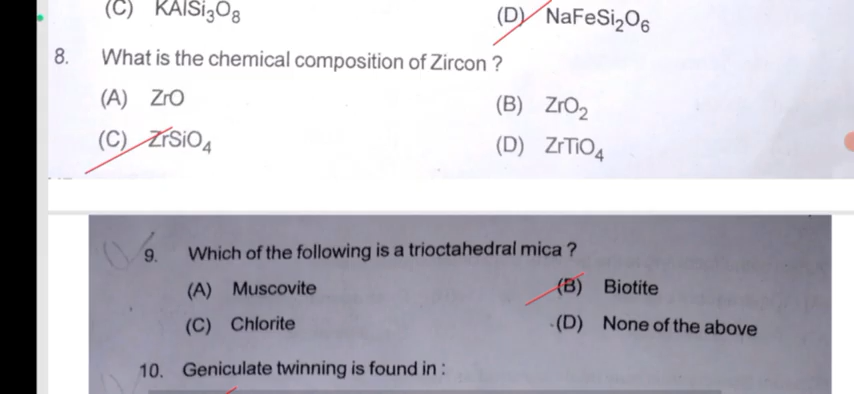 (C) KAlSi₃O₈ (D) NaFeSi₂O₆
8. What is the chemical composition of Zircon ?
(A) ZrO (B) ZrO₂
(C) ZrSiO₄ (D) ZrTiO₄
9. Which of the following is a trioctahedral mica ?
(A) Muscovite (B) Biotite
(C) Chlorite (D) None of the above
10. Geniculate twinning is found in :